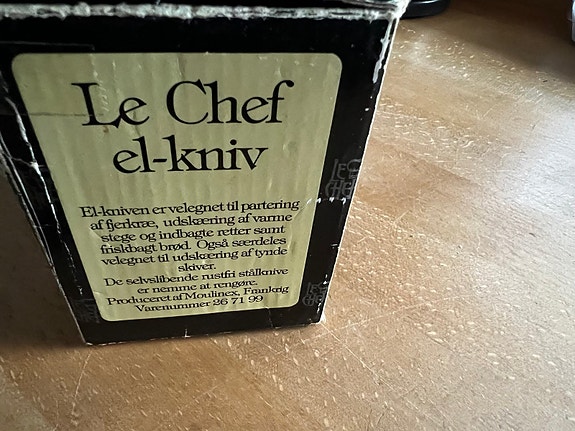 Le Chef
el-kniv
El-kniven er velegnet til partering
af fjerkræ, udskæring af varme
stege og indbagte retter samt
friskbagt brød. Også særdeles
velegnet til udskæring af tynde
skiver.
De selvslibende rustfri stålknive
er nemme at rengøre.
Produceret af Moulinex, Frankrig
Varenummer 26 71 99
LE
CHEF